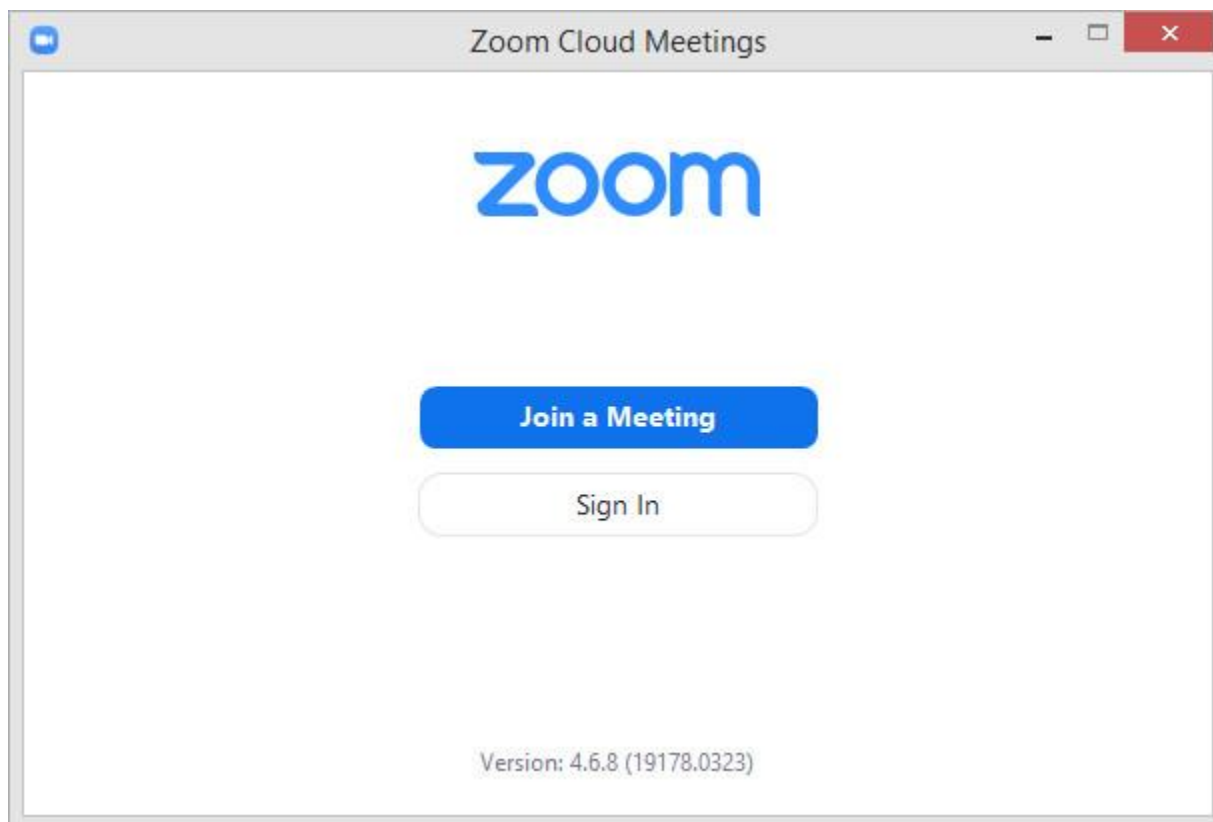 Zoom Cloud Meetings
zoom
Join a Meeting
Sign In
Version: 4.6.8 (19178.0323)